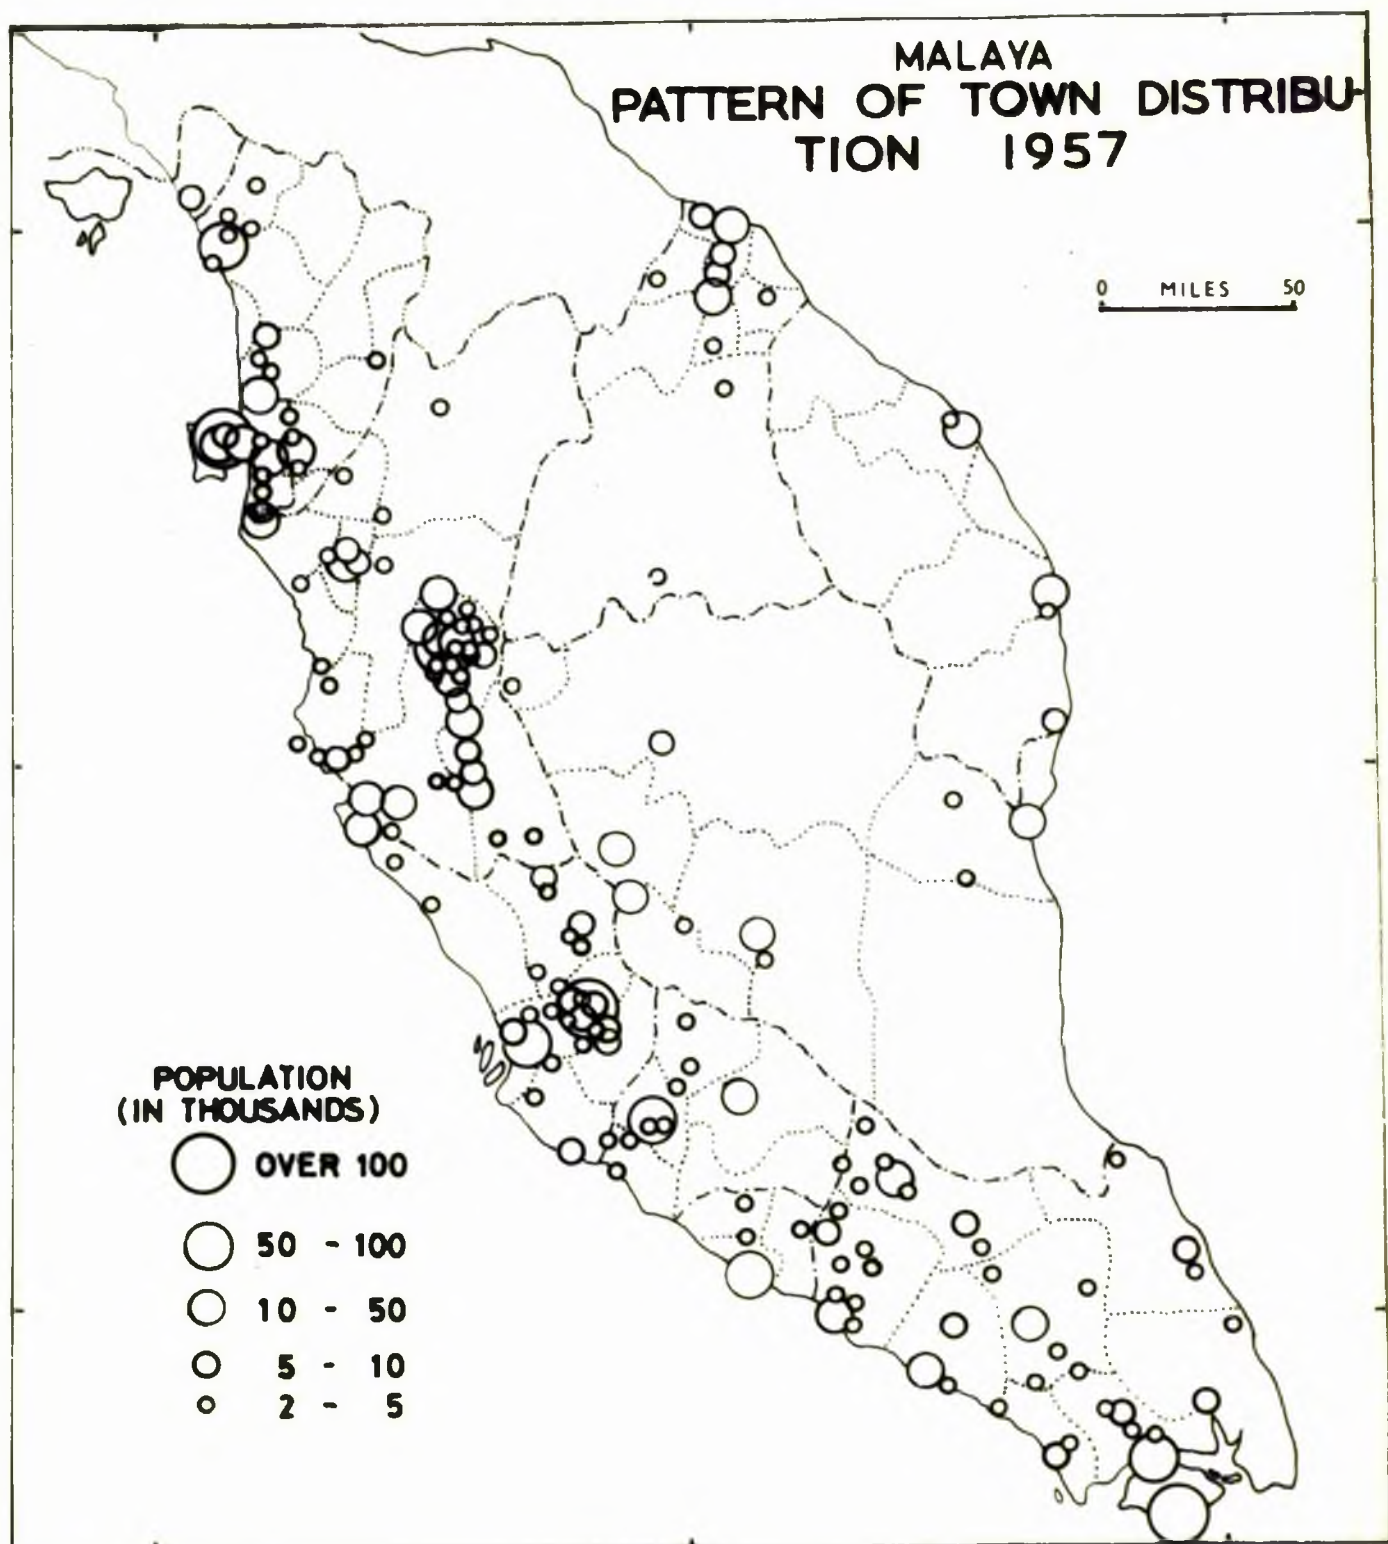 MALAYA
PATTERN OF TOWN DISTRIBU-
TION 1957
0 MILES 50
POPULATION
(IN THOUSANDS)
OVER 100
50 - 100
10 - 50
5 - 10
2 - 5